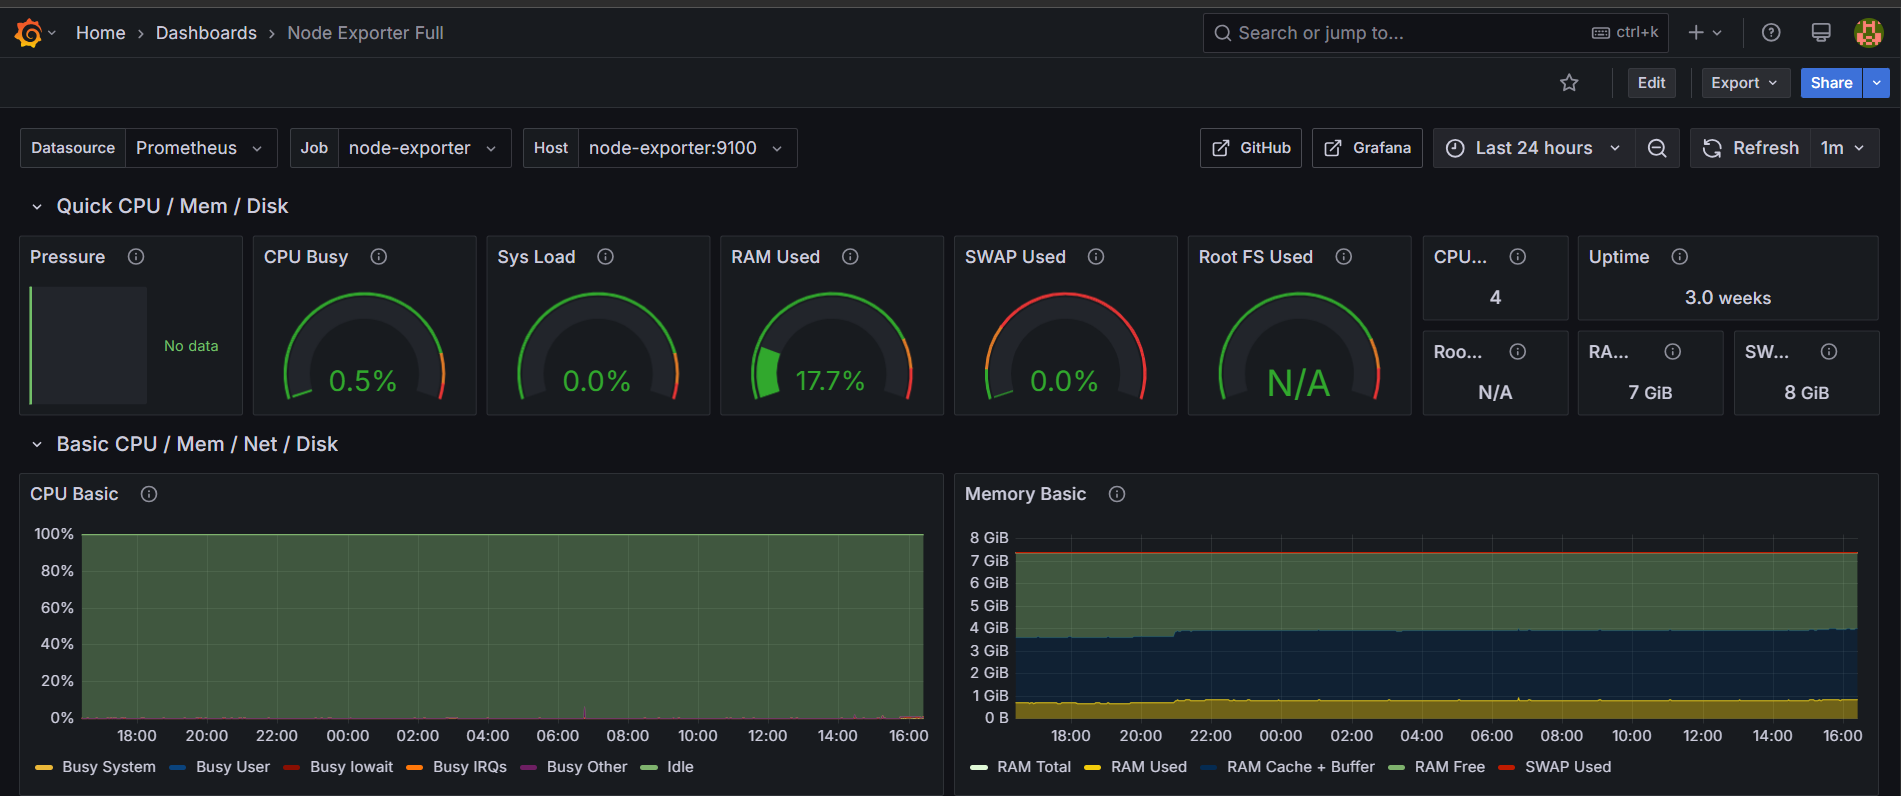 Home › Dashboards › Node Exporter Full
Search or jump to...
ctrl+k
Edit
Export
Share
Datasource Prometheus
Job node-exporter
Host node-exporter:9100
GitHub
Grafana
Last 24 hours
Refresh 1m
Quick CPU / Mem / Disk
Pressure
No data
CPU Busy
0.5%
Sys Load
0.0%
RAM Used
17.7%
SWAP Used
0.0%
Root FS Used
N/A
CPU...
4
Uptime
3.0 weeks
Roo...
N/A
RA...
7 GiB
SW...
8 GiB
Basic CPU / Mem / Net / Disk
CPU Basic
100%
80%
60%
40%
20%
0%
18:00 20:00 22:00 00:00 02:00 04:00 06:00 08:00 10:00 12:00 14:00 16:00
Busy System Busy User Busy Iowait Busy IRQs Busy Other Idle
Memory Basic
8 GiB
7 GiB
6 GiB
5 GiB
4 GiB
3 GiB
2 GiB
1 GiB
0 B
18:00 20:00 22:00 00:00 02:00 04:00 06:00 08:00 10:00 12:00 14:00 16:00
RAM Total RAM Used RAM Cache + Buffer RAM Free SWAP Used